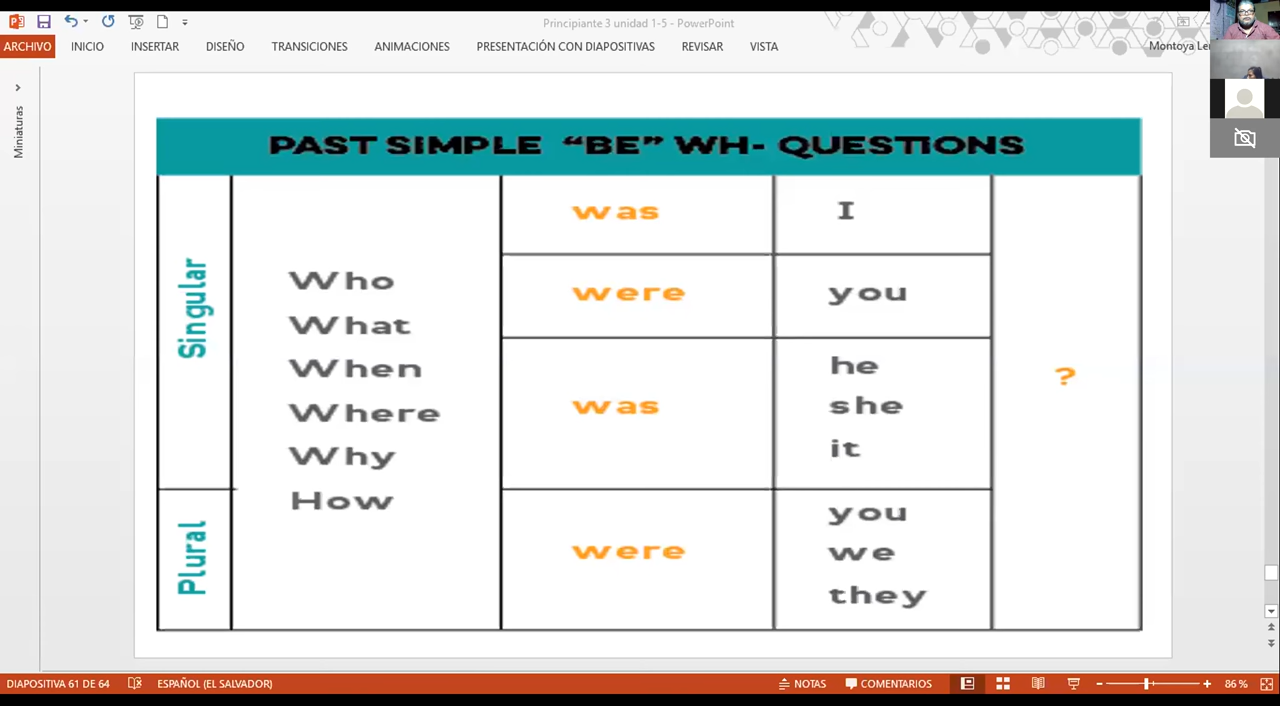 Principiante 3 unidad 1-5 - PowerPoint
ARCHIVO INICIO INSERTAR DISEÑO TRANSICIONES ANIMACIONES PRESENTACIÓN CON DIAPOSITIVAS REVISAR VISTA
Montoya
Miniaturas
PAST SIMPLE “BE” WH- QUESTIONS
Singular
Who
What
When
Where
Why
How
was
I
were
you
was
he
she
it
?
Plural
were
you
we
they
DIAPOSITIVA 61 DE 64 ESPAÑOL (EL SALVADOR) NOTAS COMENTARIOS 86 %